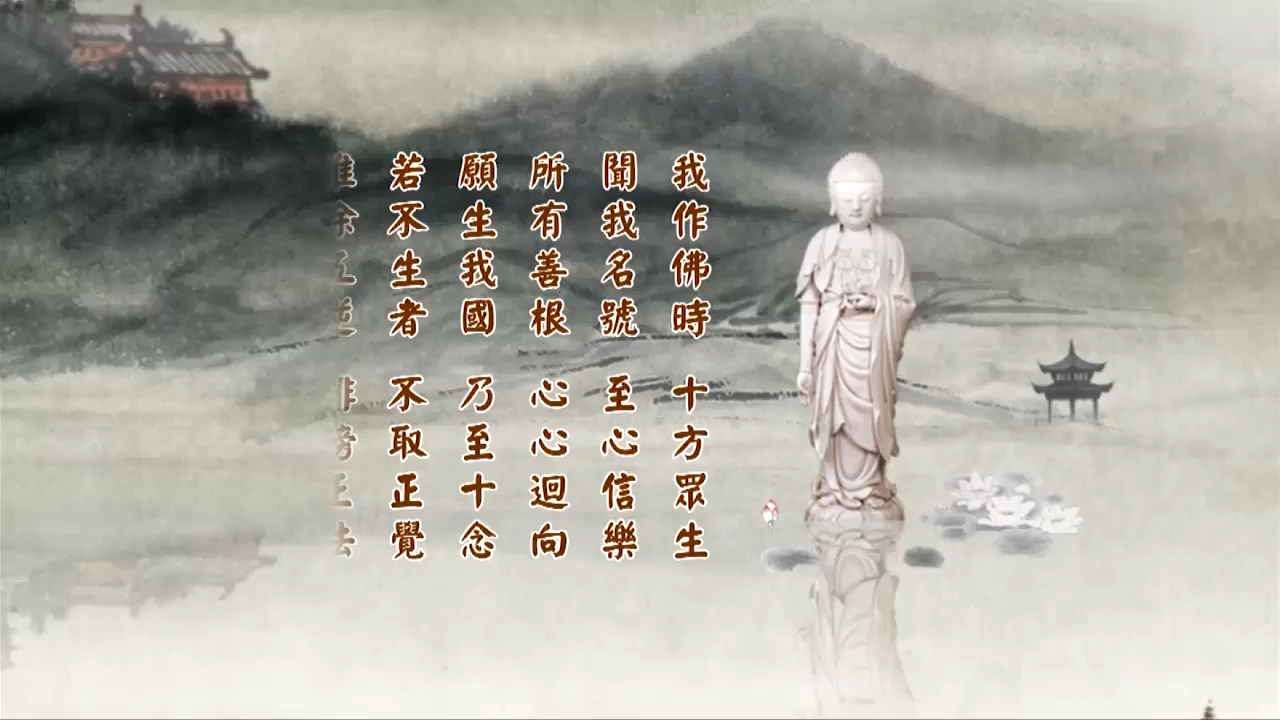 我作佛時 十方眾生
聞我名號 至心信樂
所有善根 心心迴向
願生我國 乃至十念
若不生者 不取正覺